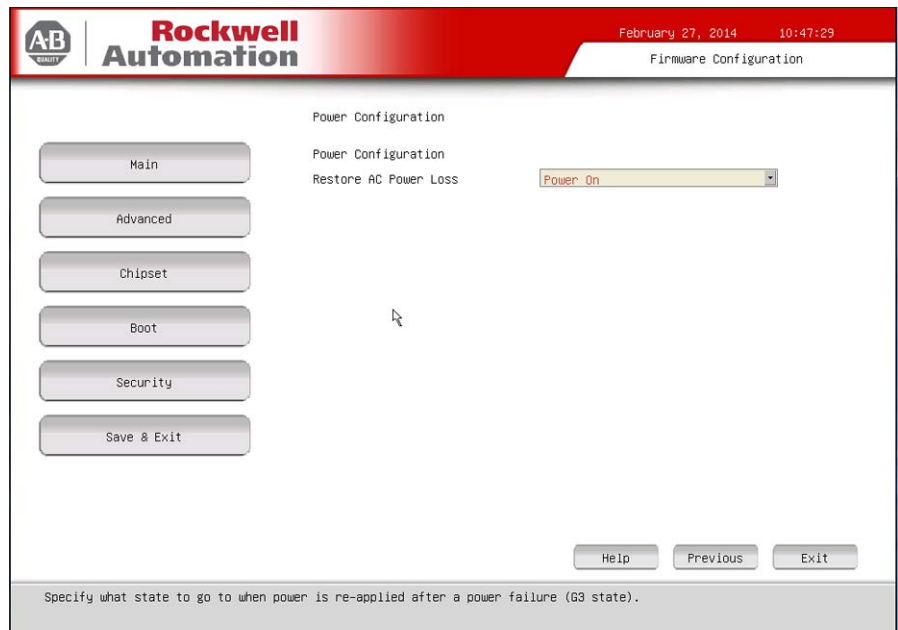 A·B
QUALITY
Rockwell
Automation
February 27, 2014 10:47:29
Firmware Configuration
Power Configuration
Power Configuration
Restore AC Power Loss Power On
Main
Advanced
Chipset
Boot
Security
Save & Exit
Help Previous Exit
Specify what state to go to when power is re-applied after a power failure (G3 state).